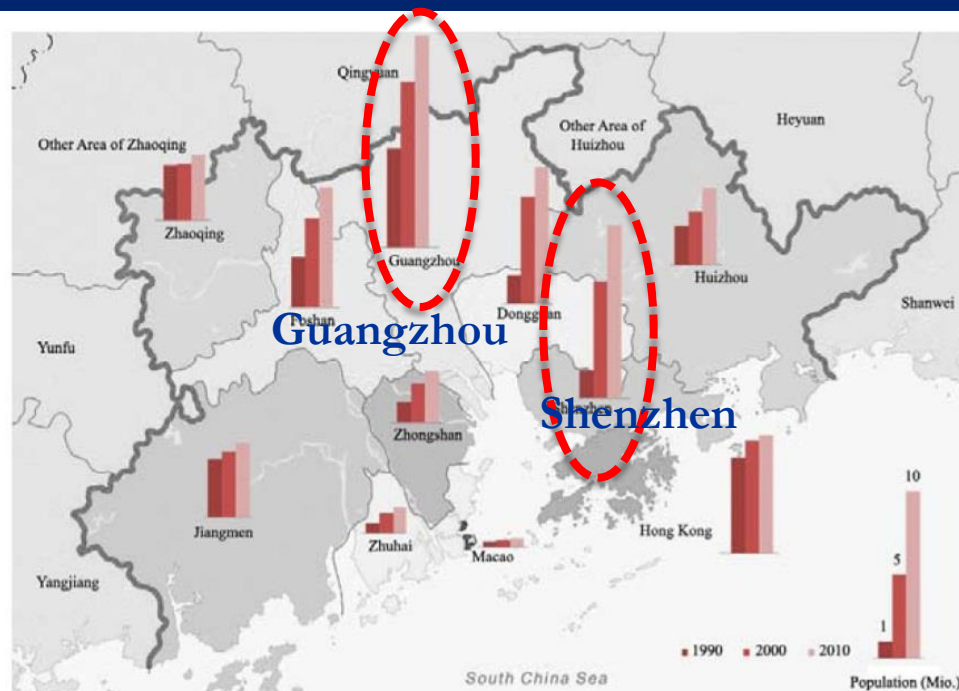 Qingyuan
Heyuan
Other Area of
Huizhou
Other Area of Zhaoqing
Zhaoqing
Guangzhou
Huizhou
Shanwei
Foshan
Dongguan
Guangzhou
Yunfu
Shenzhen
Shenzhen
Zhongshan
10
Jiangmen
Zhuhai
Macao
Hong Kong
5
Yangjiang
1
1990 2000 2010
South China Sea
Population (Mio.)